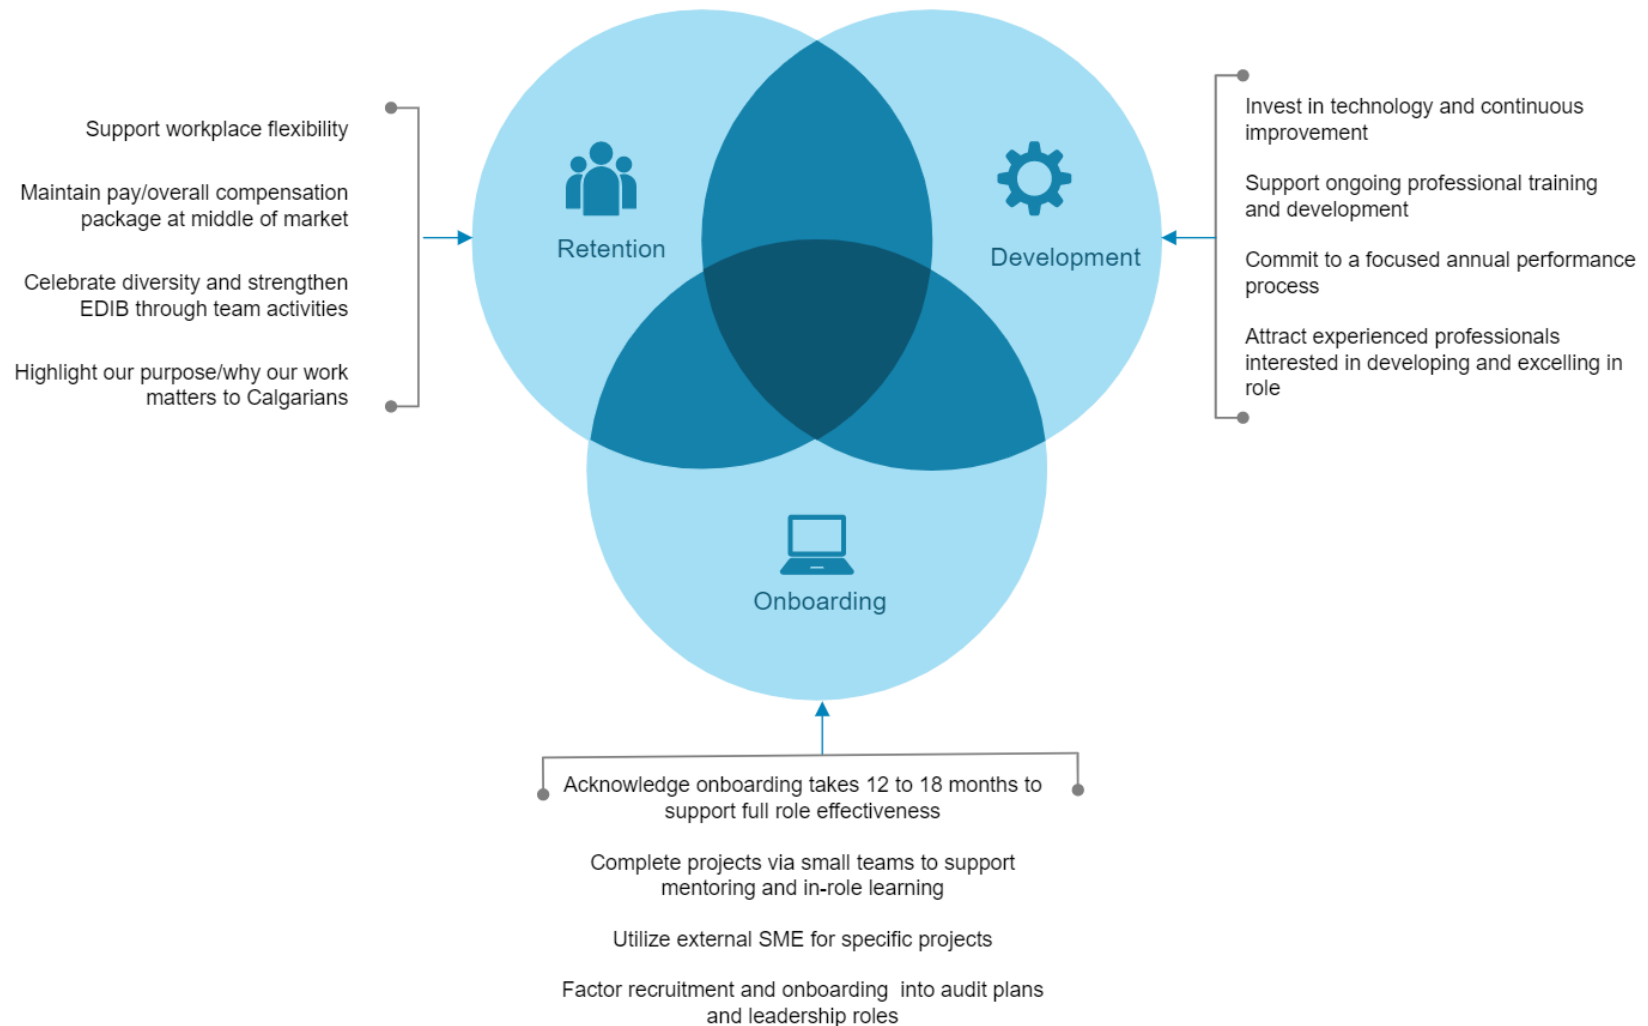 Support workplace flexibility
Maintain pay/overall compensation
package at middle of market
Celebrate diversity and strengthen
EDIB through team activities
Highlight our purpose/why our work
matters to Calgarians
Retention
Development
Invest in technology and continuous
improvement
Support ongoing professional training
and development
Commit to a focused annual performance
process
Attract experienced professionals
interested in developing and excelling in
role
Onboarding
Acknowledge onboarding takes 12 to 18 months to
support full role effectiveness
Complete projects via small teams to support
mentoring and in-role learning
Utilize external SME for specific projects
Factor recruitment and onboarding  into audit plans
and leadership roles